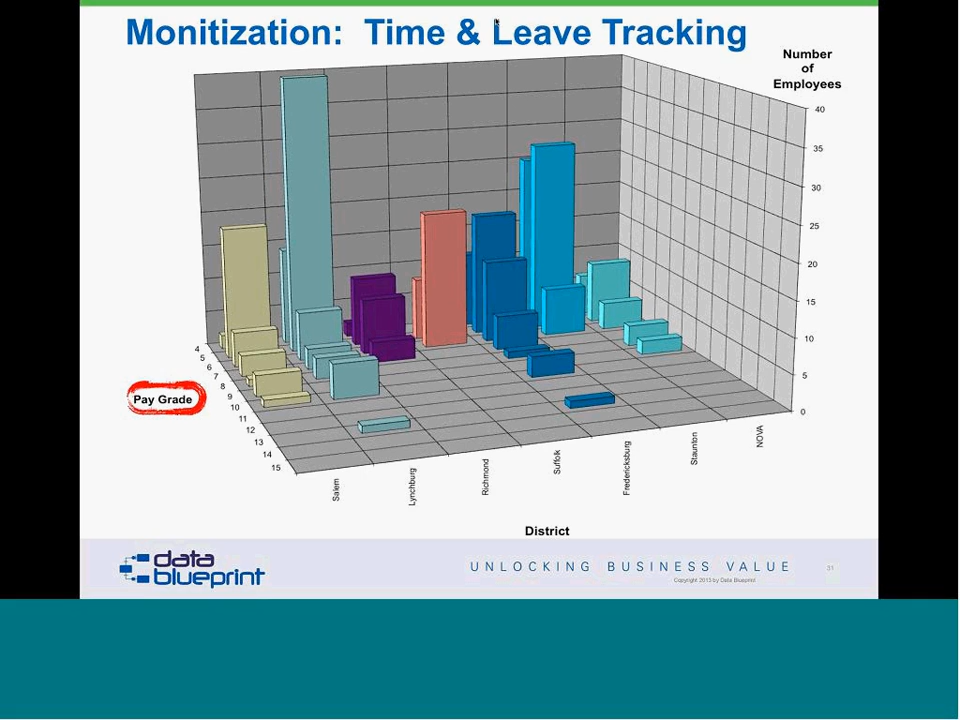 Monitization:  Time & Leave Tracking
Number
of
Employees
40
35
30
25
20
15
10
5
0
4
5
6
7
8
9
10
11
12
13
14
15
Pay Grade
Salem
Lynchburg
Richmond
Suffolk
Fredericksburg
Staunton
NOVA
District
data
blueprint
UNLOCKING BUSINESS VALUE
31
Copyright 2015 by Data Blueprint